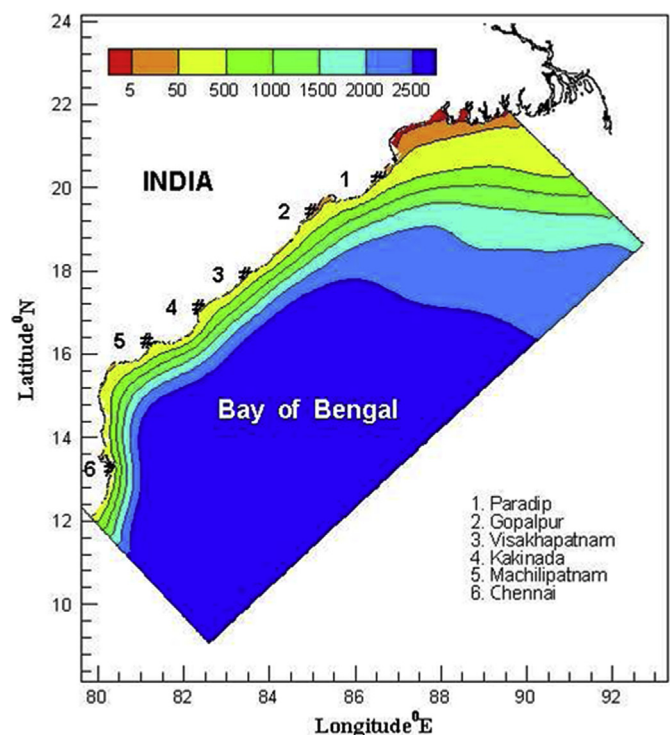 24
22
20
18
16
14
12
10
5 50 500 1000 1500 2000 2500
INDIA
1
2
3
4
5
6
Bay of Bengal
1. Paradip
2. Gopalpur
3. Visakhapatnam
4. Kakinada
5. Machilipatnam
6. Chennai
Latitude⁰N
80 82 84 86 88 90 92
Longitude⁰E